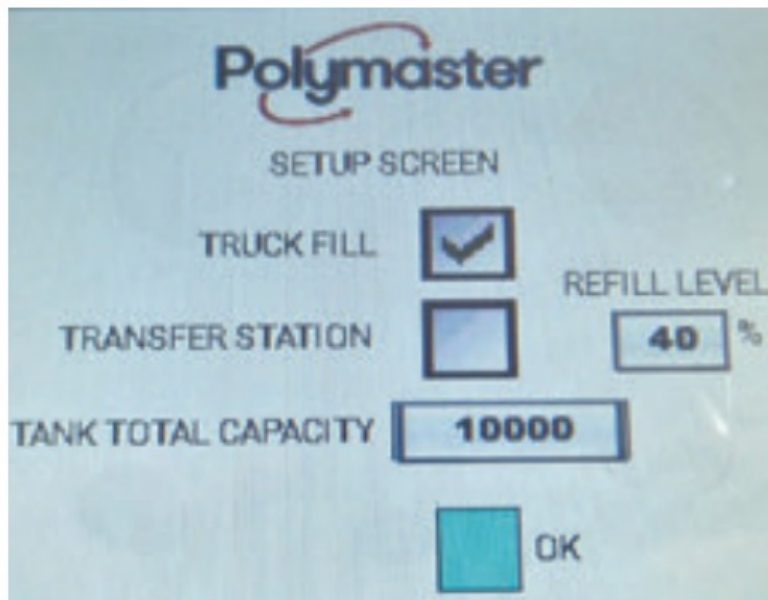 Polymaster
SETUP SCREEN
TRUCK FILL
REFILL LEVEL
TRANSFER STATION
40 %
TANK TOTAL CAPACITY 10000
OK